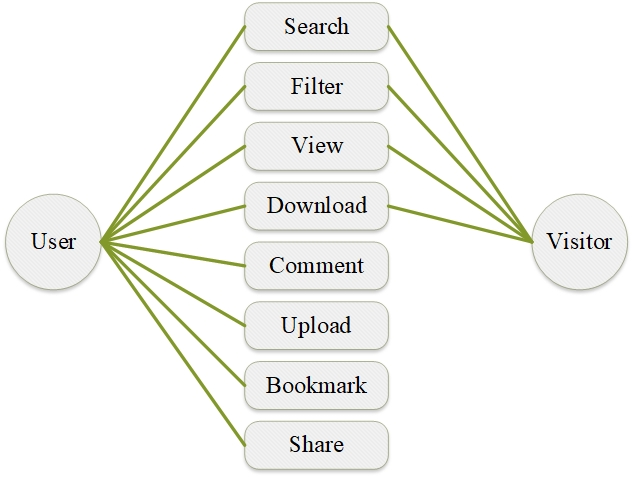 Search
Filter
View
Download
User
Visitor
Comment
Upload
Bookmark
Share